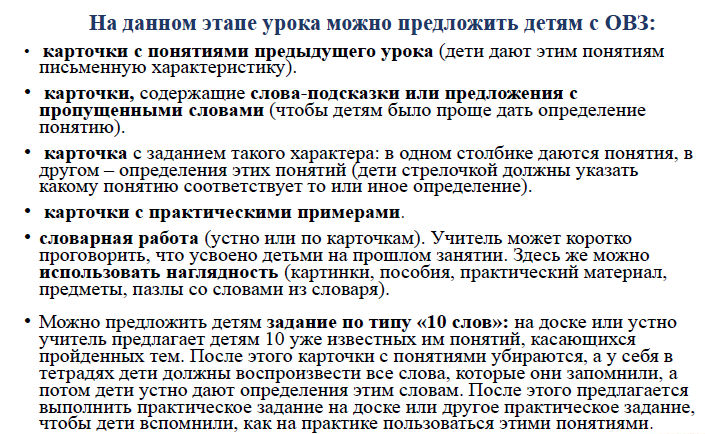 На данном этапе урока можно предложить детям с ОВЗ:
• карточки с понятиями предыдущего урока (дети дают этим понятиям
письменную характеристику).
• карточки, содержащие слова-подсказки или предложения с
пропущенными словами (чтобы детям было проще дать определение
понятию).
• карточка с заданием такого характера: в одном столбике даются понятия, в
другом – определения этих понятий (дети стрелочкой должны указать
какому понятию соответствует то или иное определение).
• карточки с практическими примерами.
• словарная работа (устно или по карточкам). Учитель может коротко
проговорить, что усвоено детьми на прошлом занятии. Здесь же можно
использовать наглядность (картинки, пособия, практический материал,
предметы, пазлы со словами из словаря).
• Можно предложить детям задание по типу «10 слов»: на доске или устно
учитель предлагает детям 10 уже известных им понятий, касающихся
пройденных тем. После этого карточки с понятиями убираются, а у себя в
тетрадях дети должны воспроизвести все слова, которые они запомнили, а
потом дети устно дают определения этим словам. После этого предлагается
выполнить практическое задание на доске или другое практическое задание,
чтобы дети вспомнили, как на практике пользоваться этими понятиями.